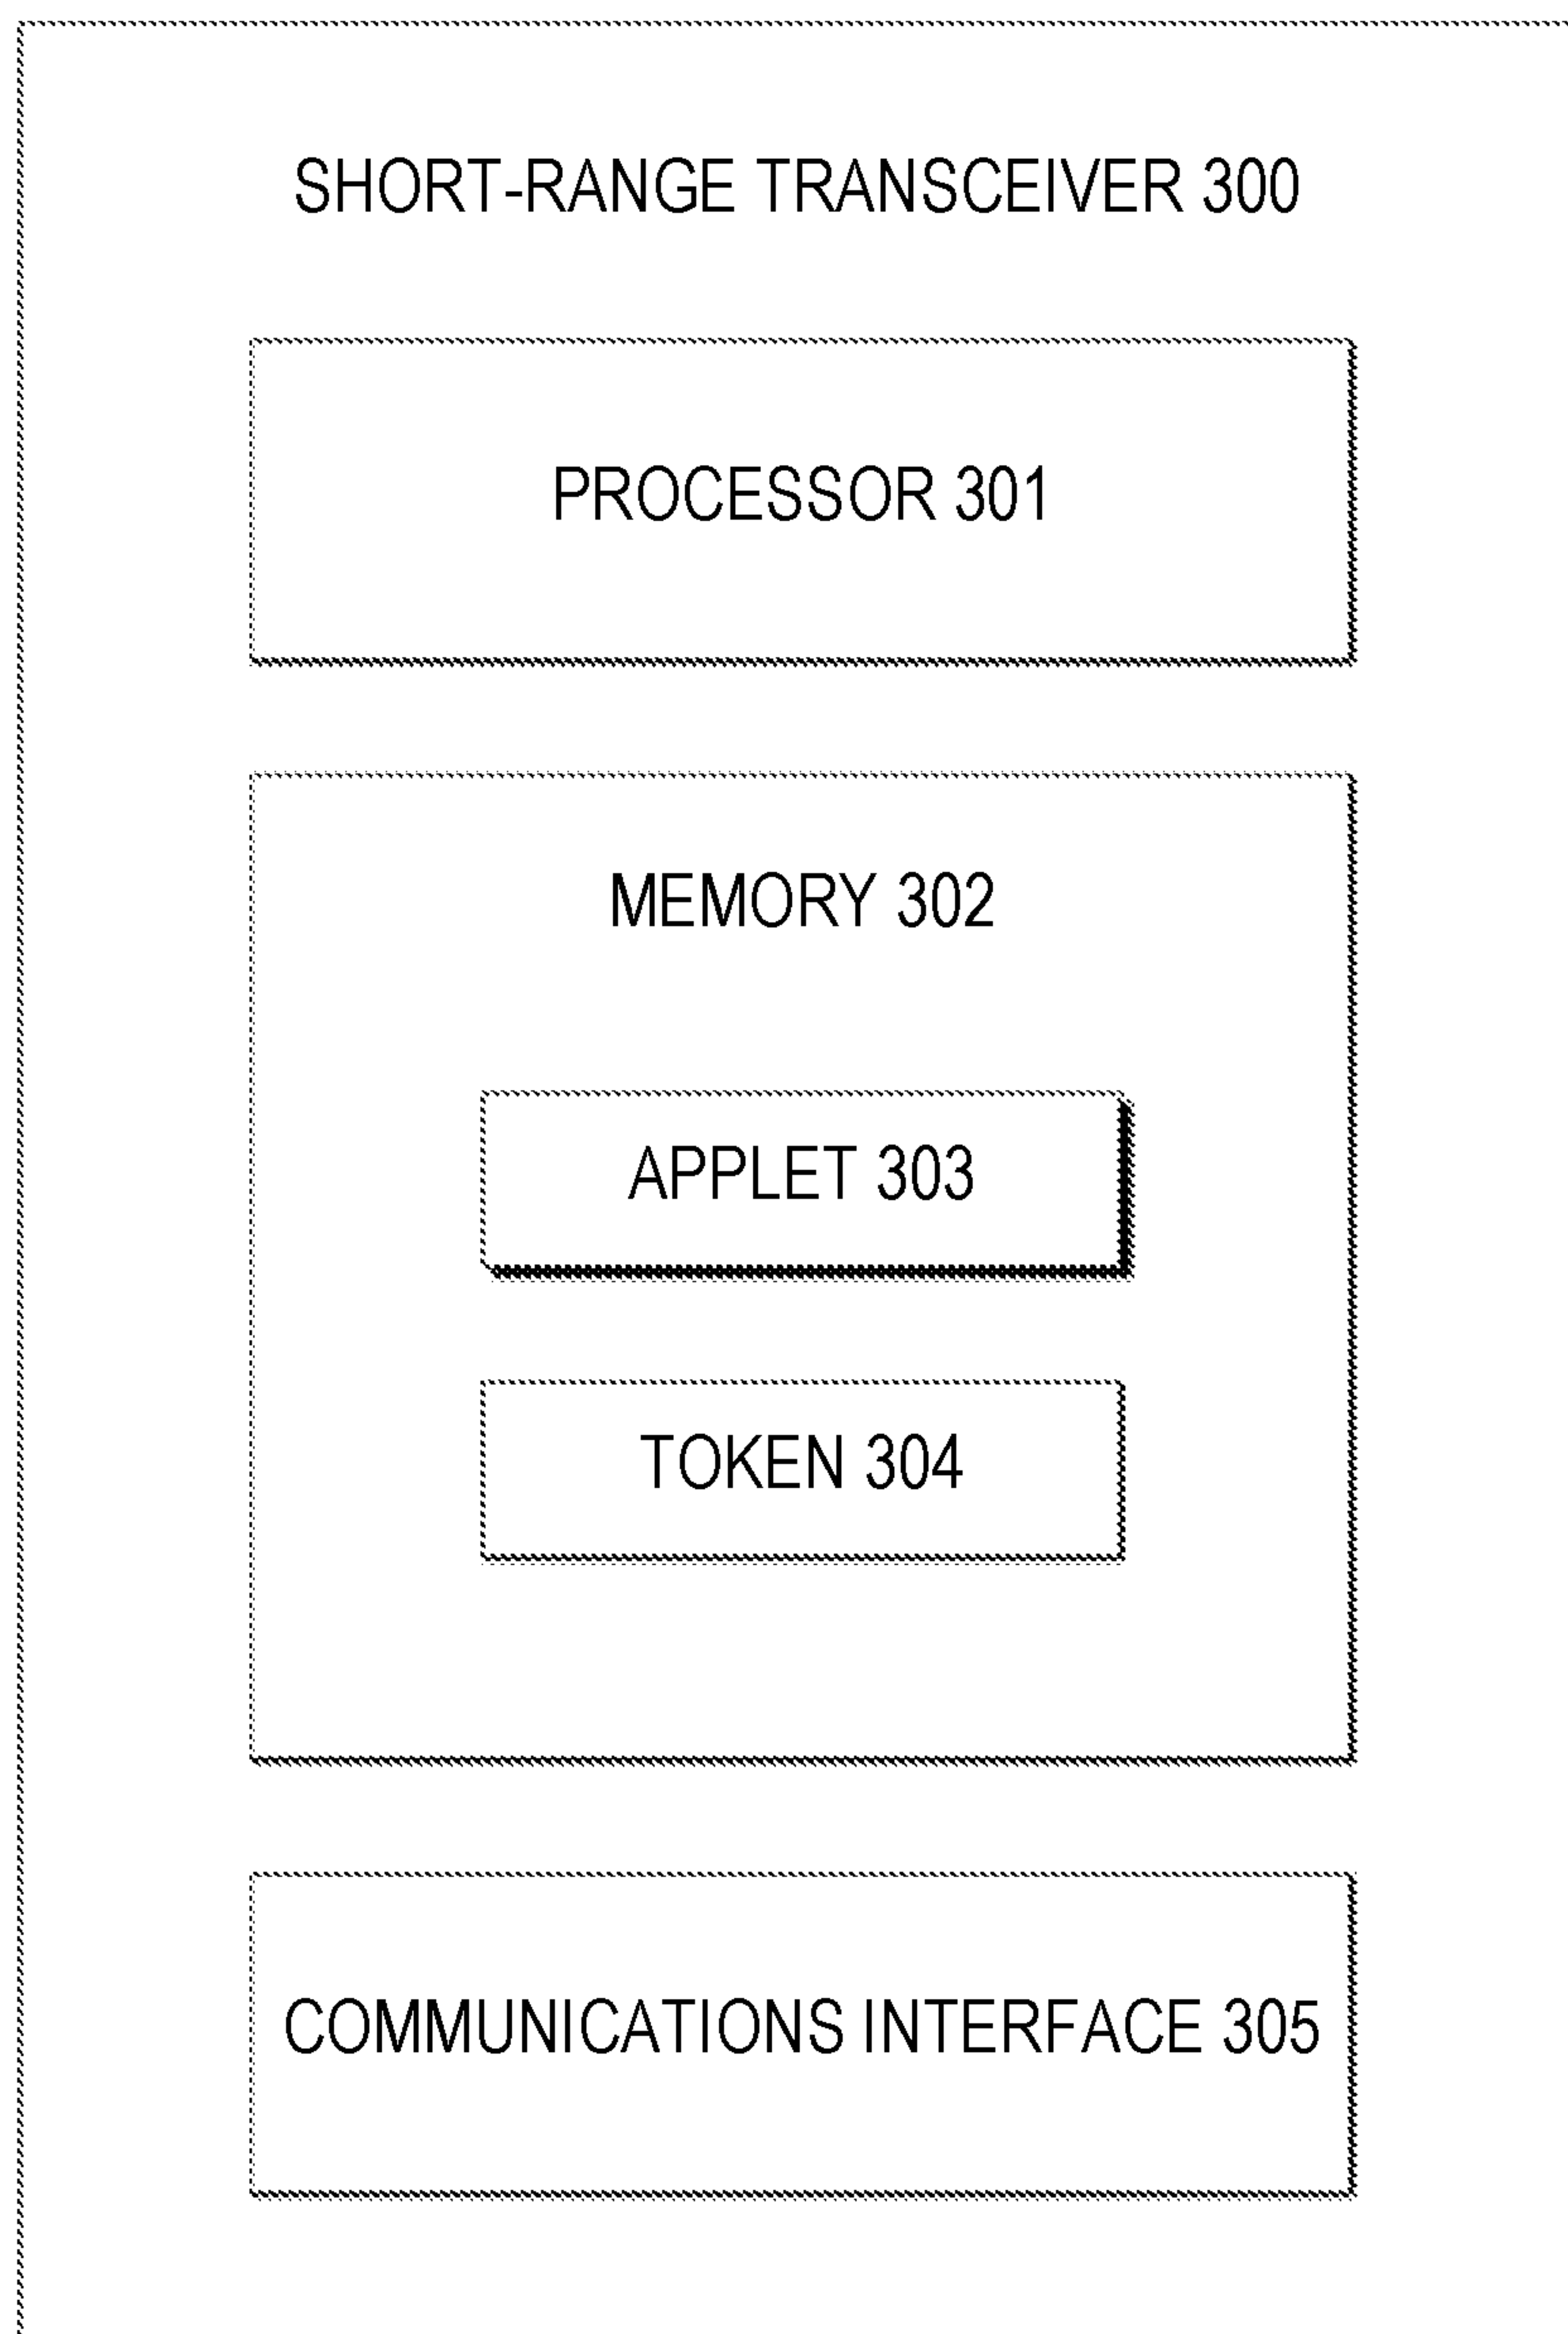 SHORT-RANGE TRANSCEIVER 300
PROCESSOR 301
MEMORY 302
APPLET 303
TOKEN 304
COMMUNICATIONS INTERFACE 305